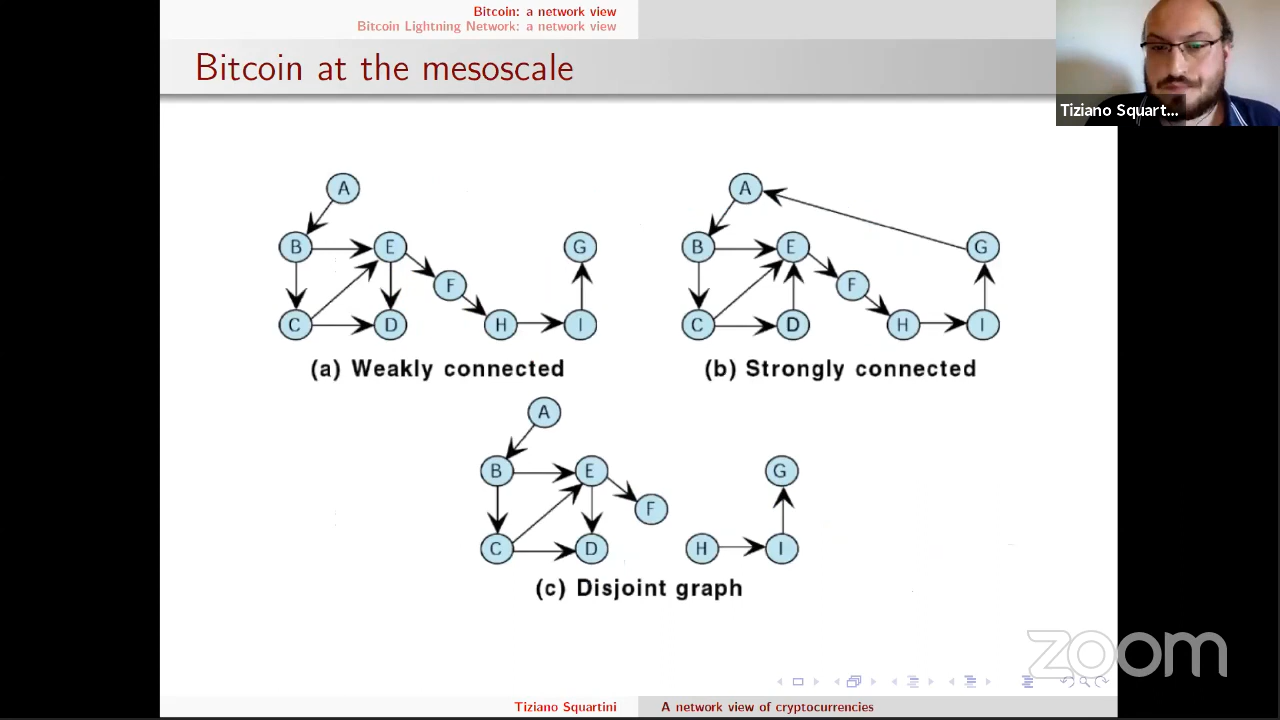 Bitcoin: a network view
Bitcoin Lightning Network: a network view
Bitcoin at the mesoscale
Tiziano Squart...
A
B
E
F
G
C
D
H
I
(a) Weakly connected
A
B
E
F
G
C
D
H
I
(b) Strongly connected
A
B
E
F
G
C
D
H
I
(c) Disjoint graph
zoom
Tiziano Squartini
A network view of cryptocurrencies